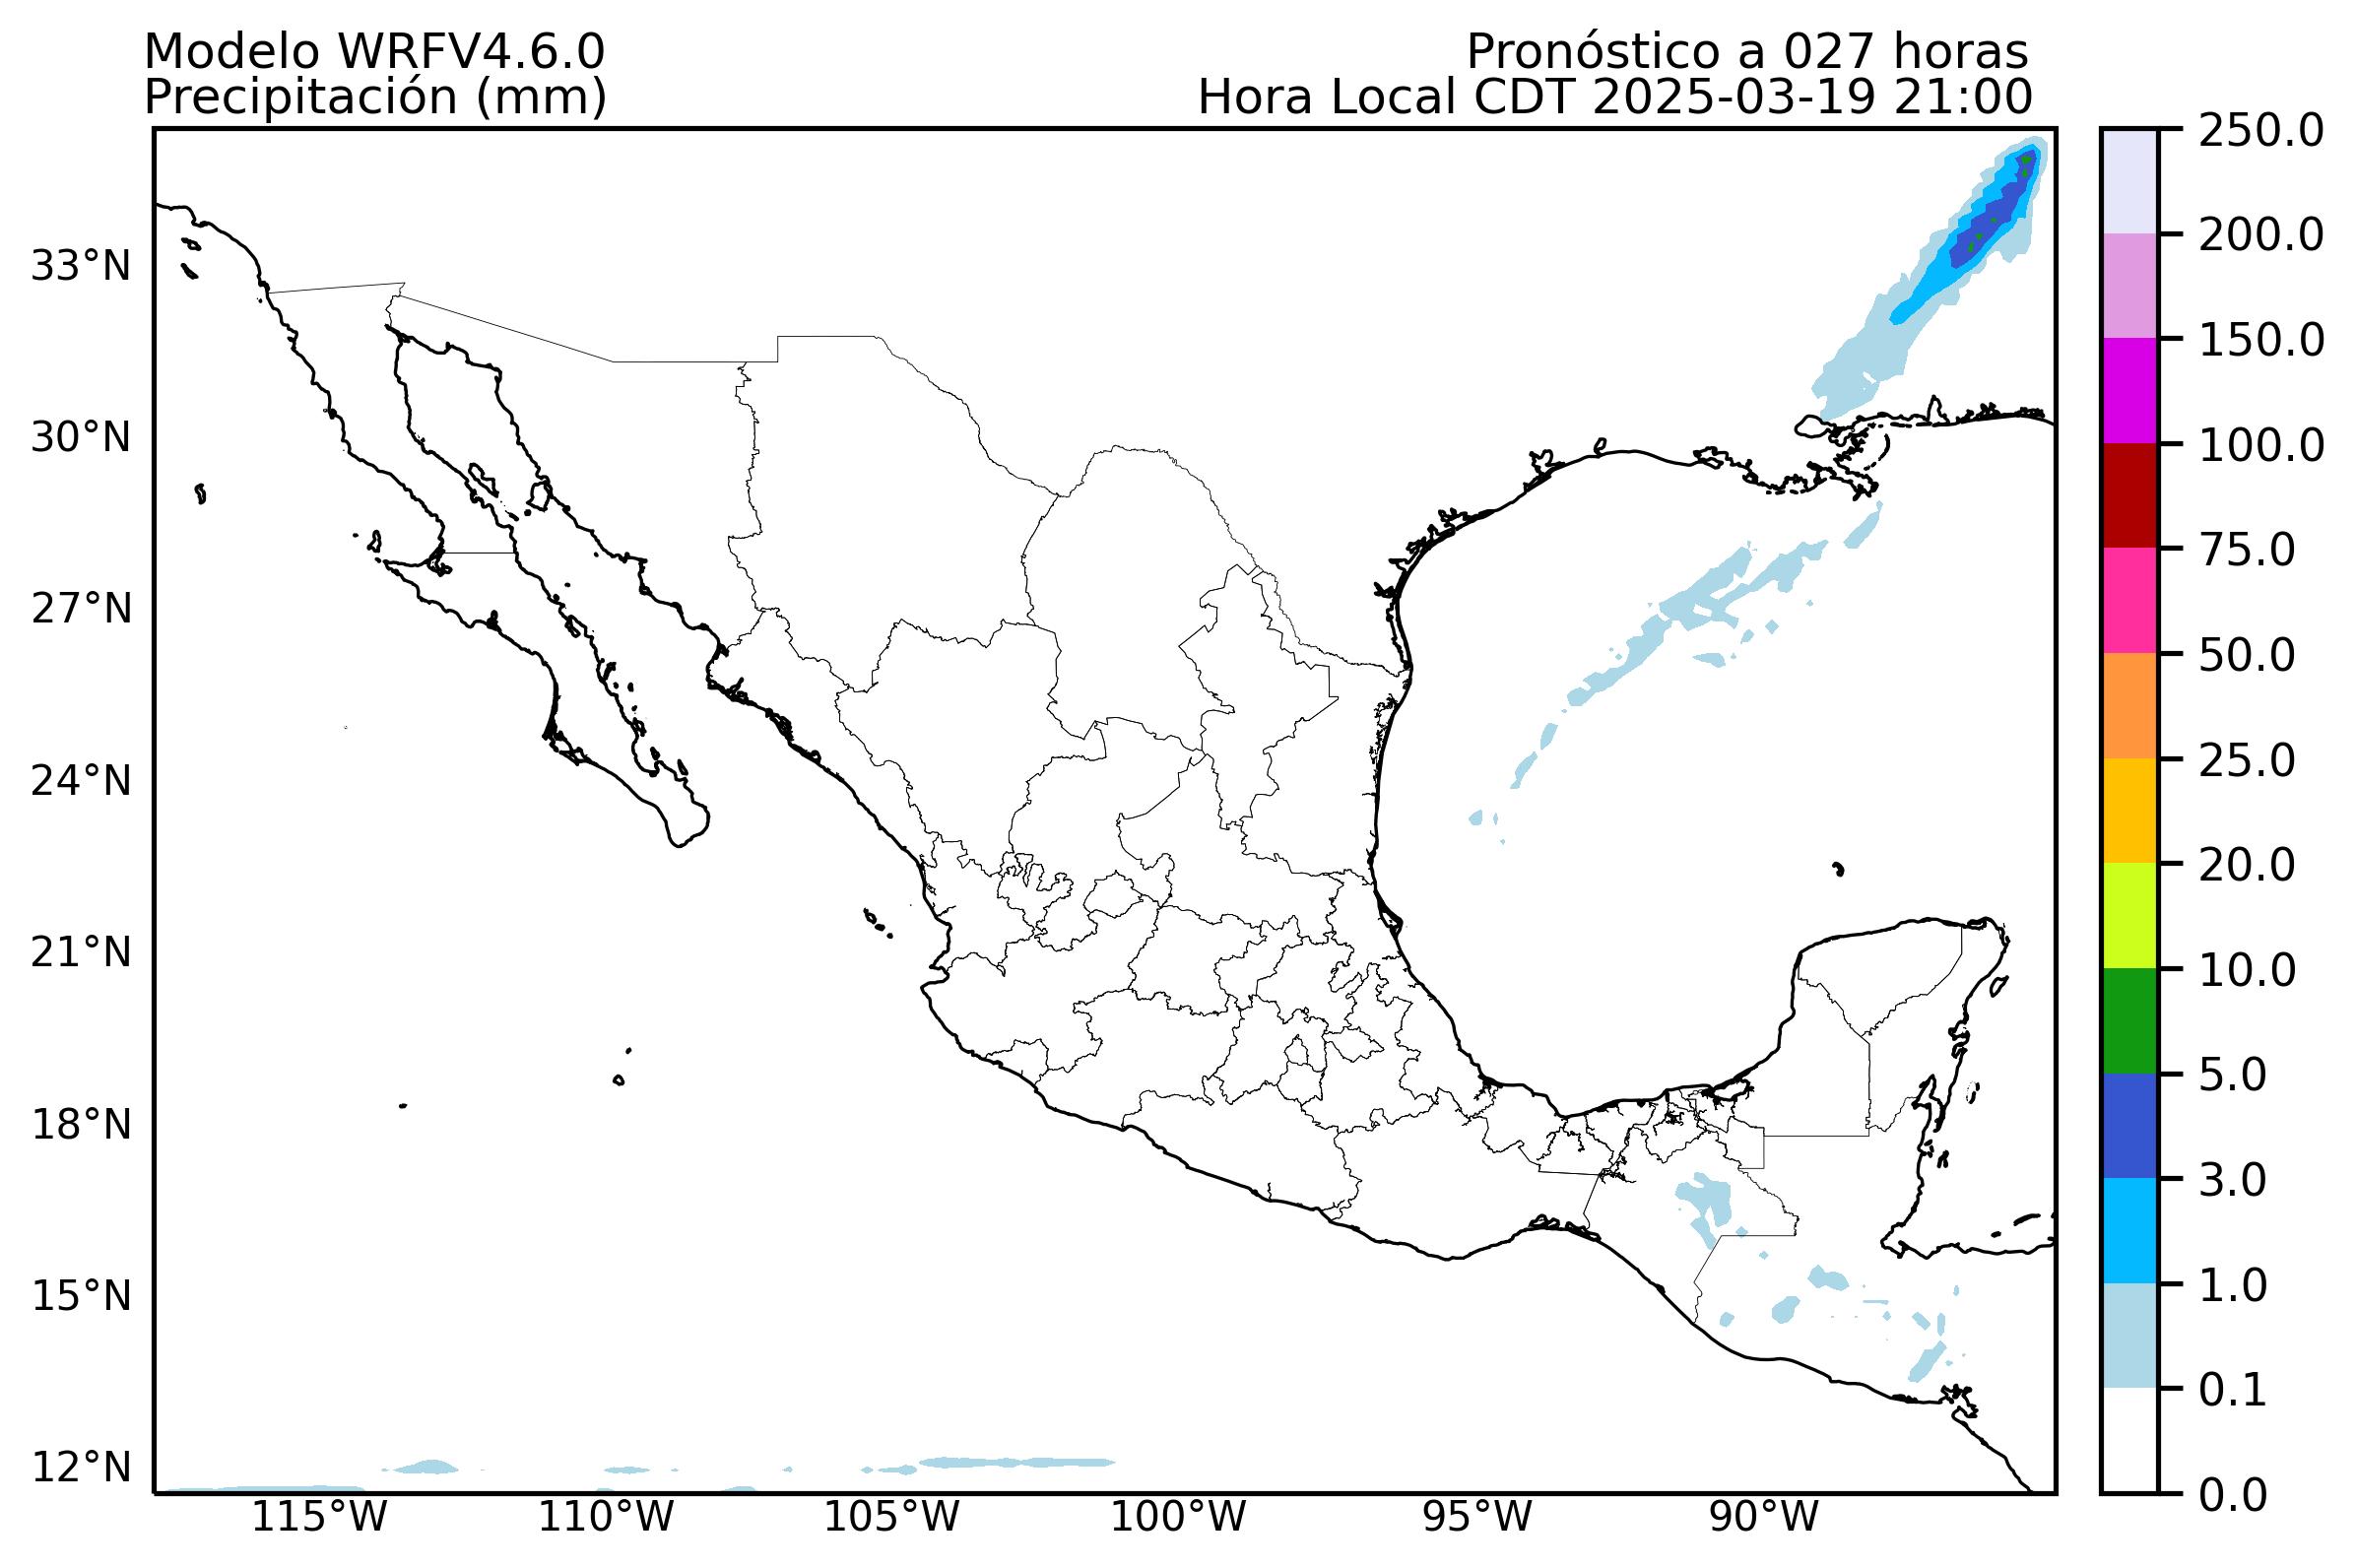 Modelo WRFV4.6.0
Pronóstico a 027 horas
Precipitación (mm)
Hora Local CDT 2025-03-19 21:00
33°N
30°N
27°N
24°N
21°N
18°N
15°N
12°N
115°W
110°W
105°W
100°W
95°W
90°W
250.0
200.0
150.0
100.0
75.0
50.0
25.0
20.0
10.0
5.0
3.0
1.0
0.1
0.0